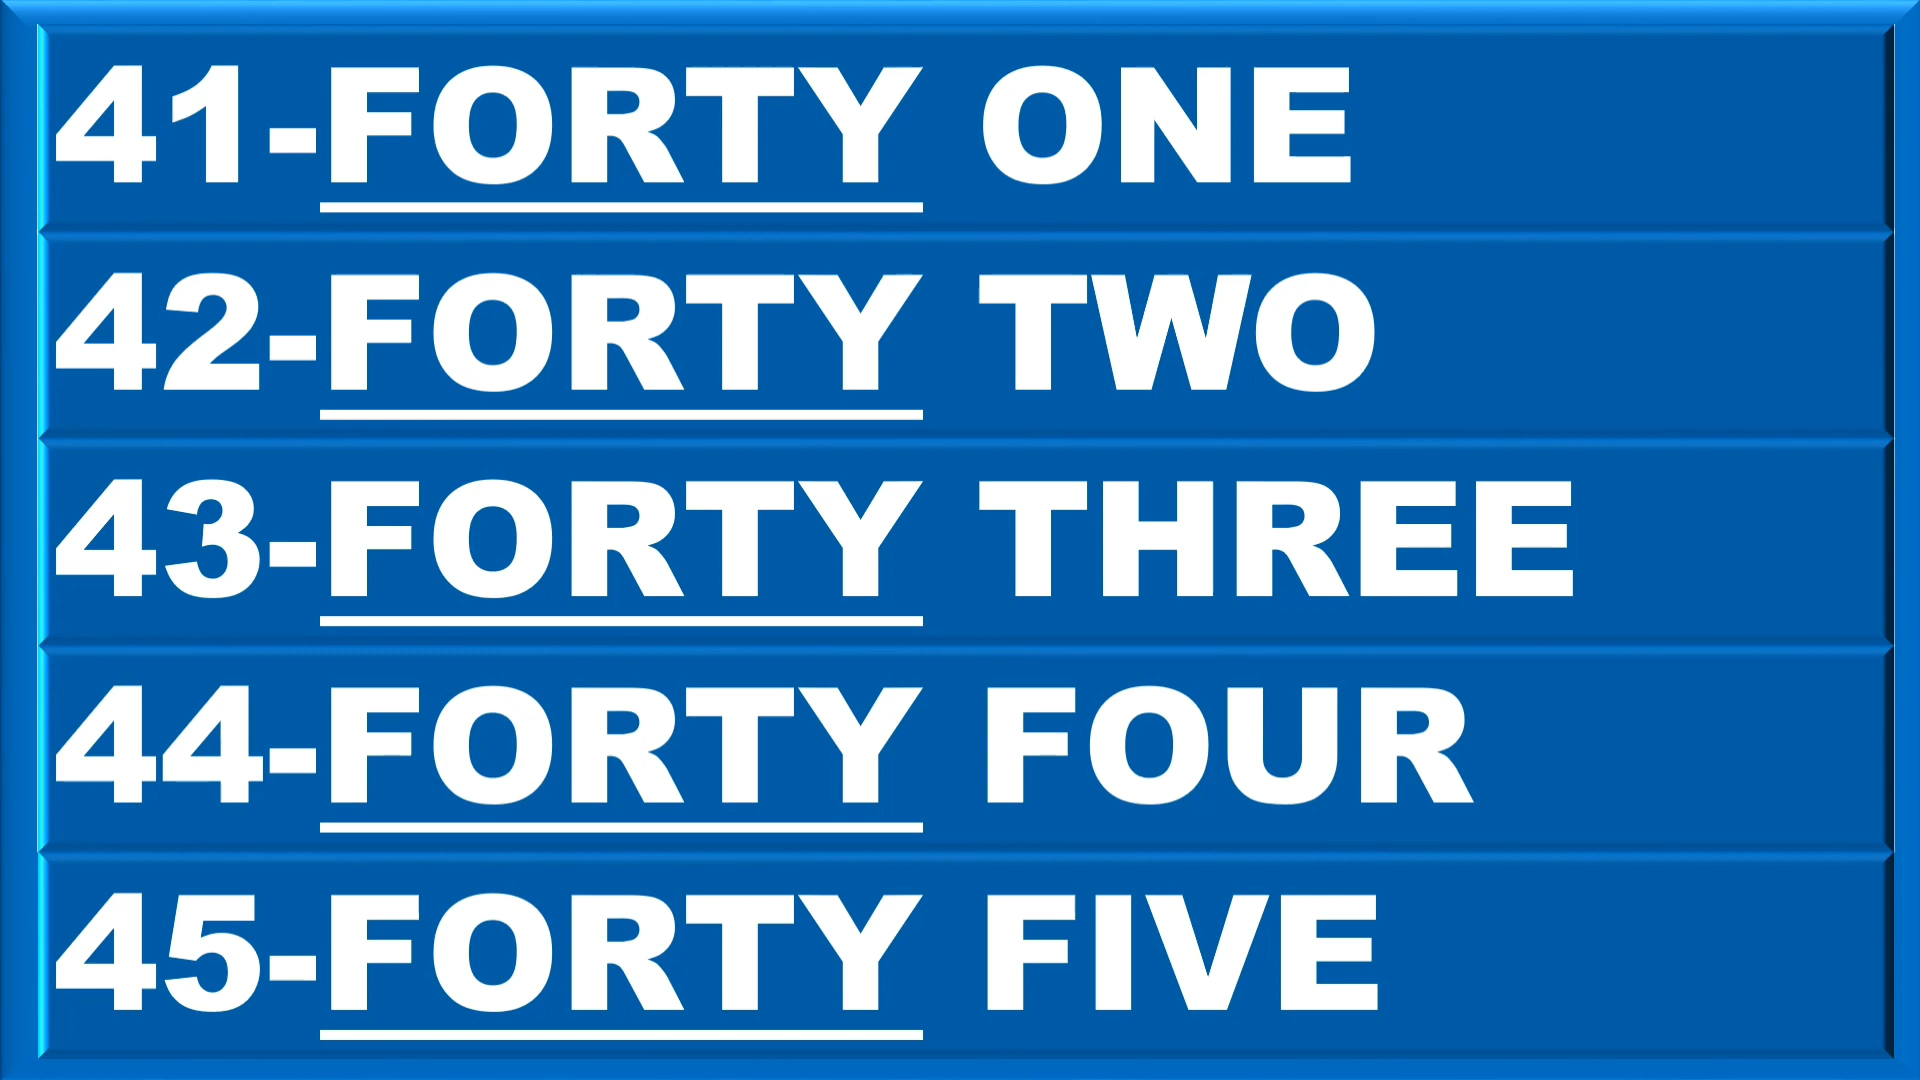 41-FORTY ONE
42-FORTY TWO
43-FORTY THREE
44-FORTY FOUR
45-FORTY FIVE